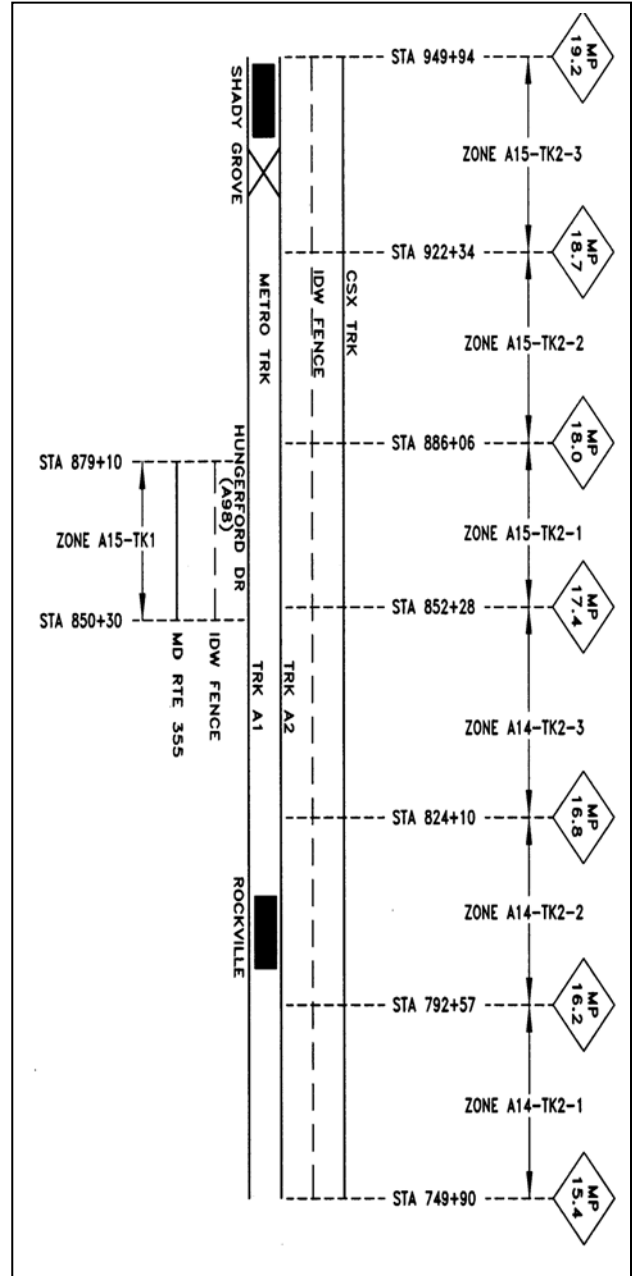 MP
19.2
STA 949+94
SHADY GROVE
ZONE A15-TK2-3
MP
18.7
STA 922+34
METRO TRK
IDW FENCE
CSX TRK
ZONE A15-TK2-2
MP
18.0
STA 886+06
STA 879+10
HUNGERFORD DR
(A98)
ZONE A15-TK1
ZONE A15-TK2-1
MP
17.4
STA 852+28
STA 850+30
MD RTE 355
IDW FENCE
TRK A1
TRK A2
ZONE A14-TK2-3
MP
16.8
STA 824+10
ROCKVILLE
ZONE A14-TK2-2
MP
16.2
STA 792+57
ZONE A14-TK2-1
MP
15.4
STA 749+90